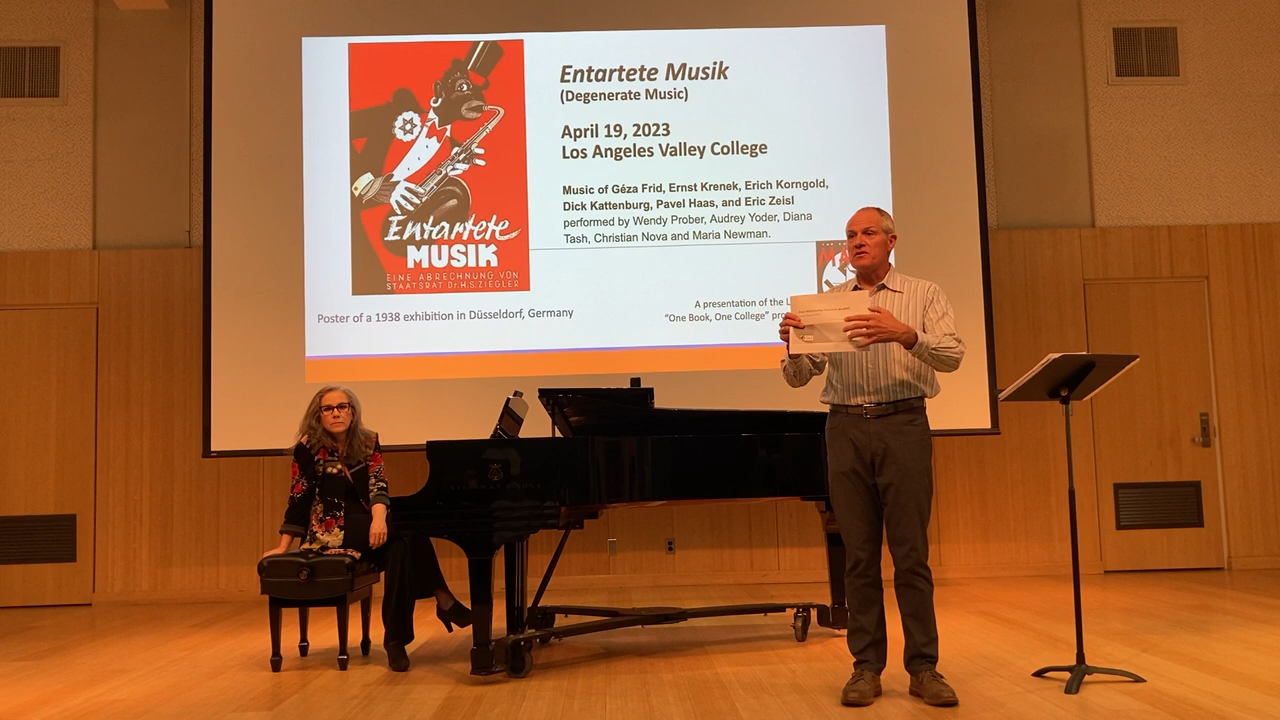 Entartete Musik
(Degenerate Music)
April 19, 2023
Los Angeles Valley College
Music of Géza Frid, Ernst Krenek, Erich Korngold,
Dick Kattenburg, Pavel Haas, and Eric Zeisl
performed by Wendy Prober, Audrey Yoder, Diana
Tash, Christian Nova and Maria Newman.
Entartete
MUSIK
EINE ABRECHNUNG VON
STAATSRAT Dr. H.S. ZIEGLER
Poster of a 1938 exhibition in Düsseldorf, Germany
A presentation of the L
"One Book, One College" pro